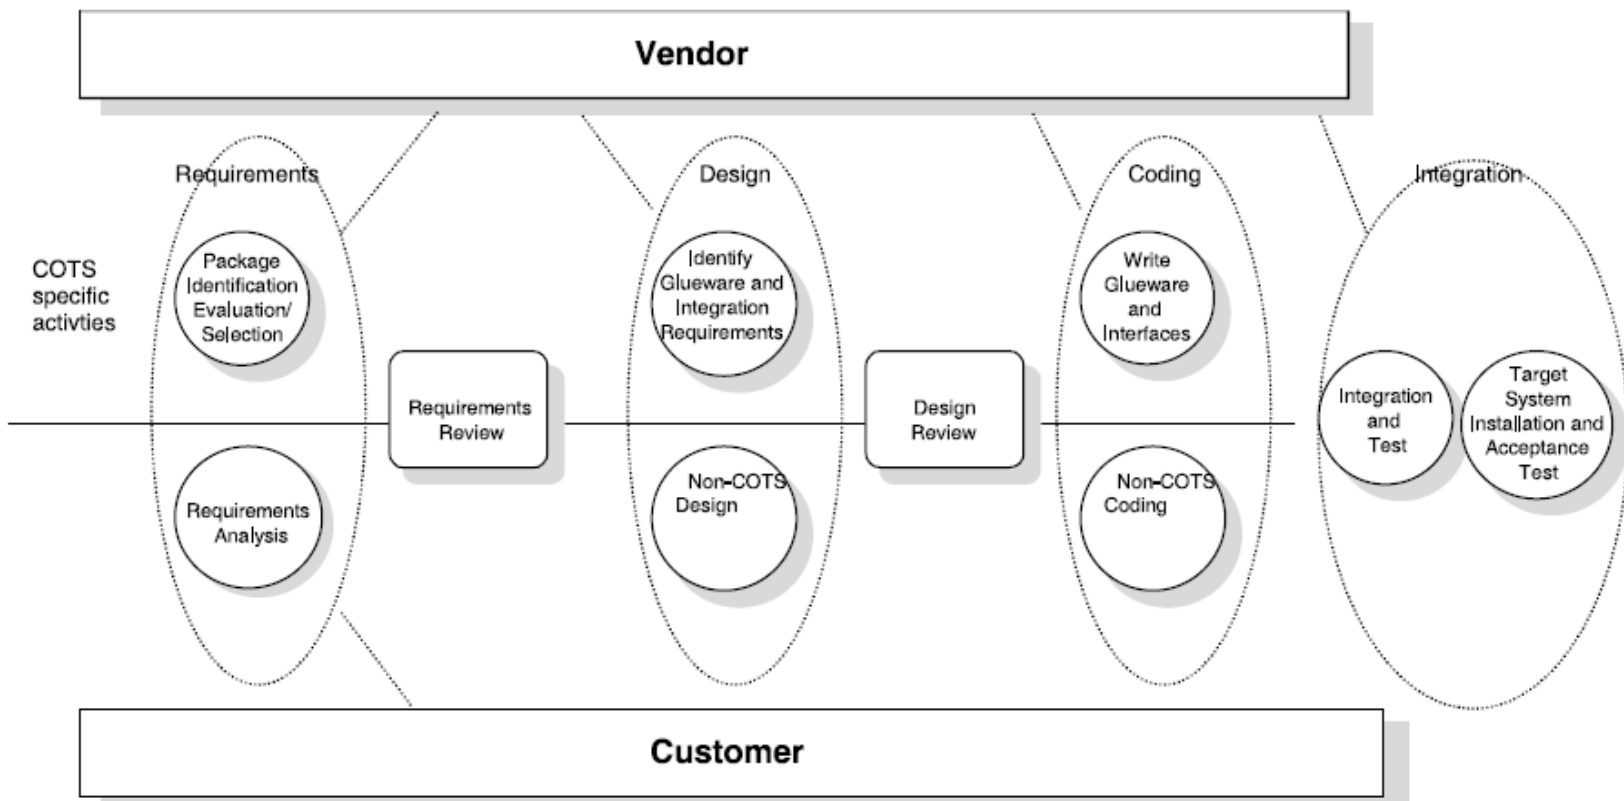 Vendor
Requirements
Design
Coding
Integration
COTS
specific
activties
Package
Identification
Evaluation/
Selection
Identify
Glueware and
Integration
Requirements
Write
Glueware
and
Interfaces
Requirements
Review
Design
Review
Integration
and
Test
Target
System
Installation and
Acceptance
Test
Requirements
Analysis
Non-COTS
Design
Non-COTS
Coding
Customer